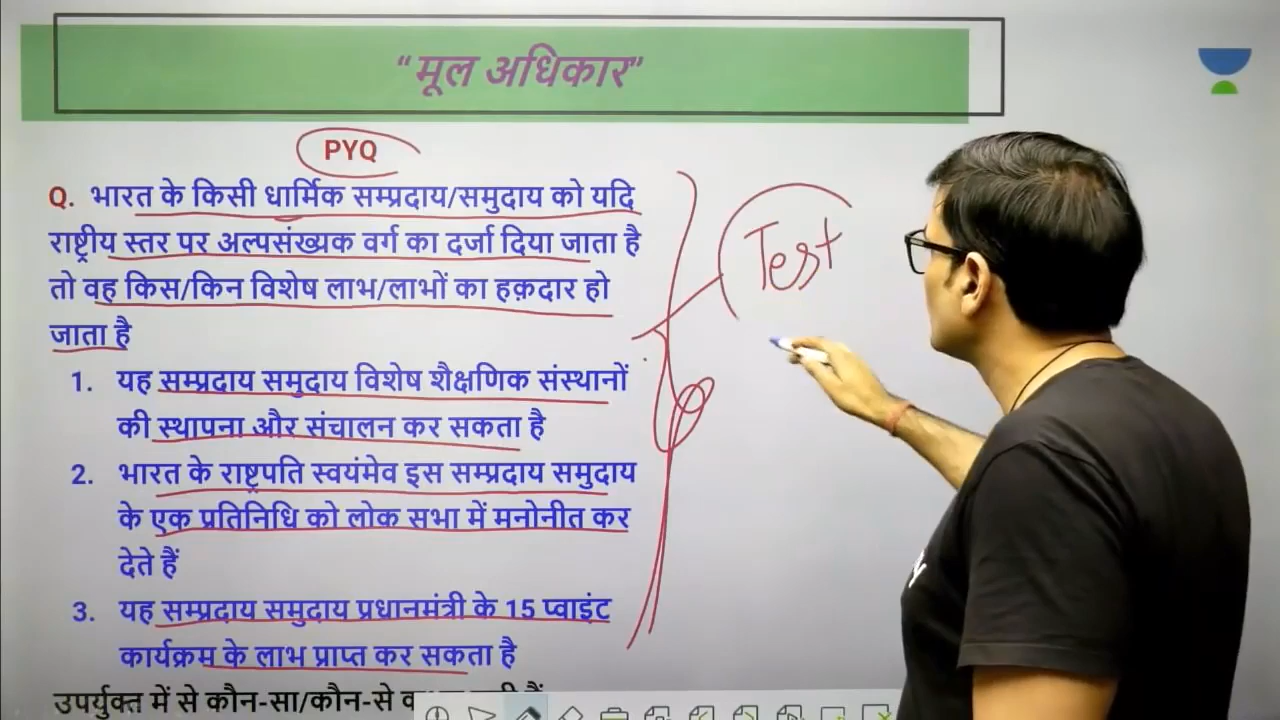 “मूल अधिकार”
PYQ
Q. भारत के किसी धार्मिक सम्प्रदाय/समुदाय को यदि
राष्ट्रीय स्तर पर अल्पसंख्यक वर्ग का दर्जा दिया जाता है
तो वह किस/किन विशेष लाभ/लाभों का हक़दार हो
जाता है
Test
1. यह सम्प्रदाय समुदाय विशेष शैक्षणिक संस्थानों
की स्थापना और संचालन कर सकता है
2. भारत के राष्ट्रपति स्वयंमेव इस सम्प्रदाय समुदाय
के एक प्रतिनिधि को लोक सभा में मनोनीत कर
देते हैं
3. यह सम्प्रदाय समुदाय प्रधानमंत्री के 15 प्वाइंट
कार्यक्रम के लाभ प्राप्त कर सकता है
उपर्युक्त में से कौन-सा/कौन-से